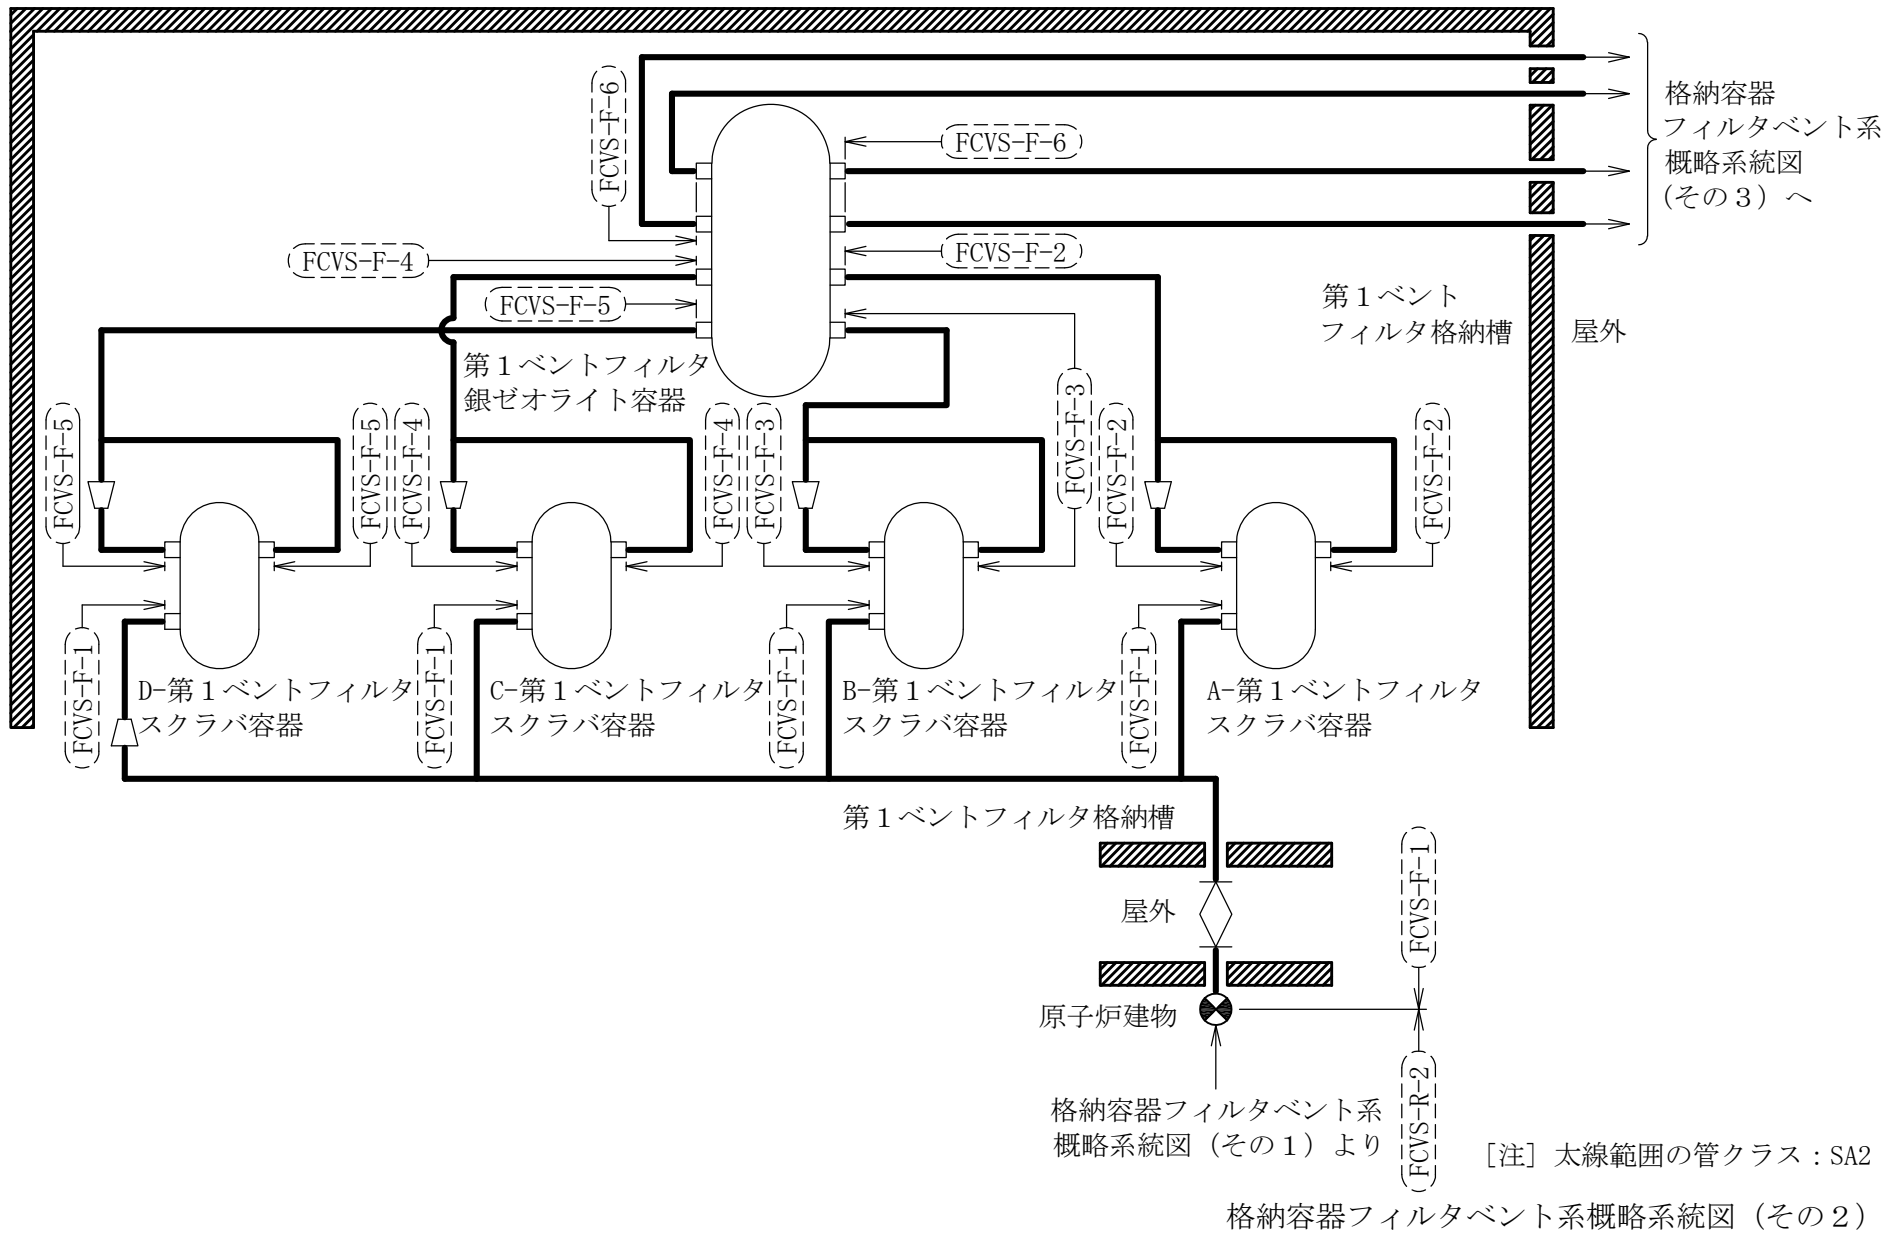 格納容器
フィルタベント系
概略系統図
（その３）へ
FCVS-F-6
FCVS-F-6
FCVS-F-4
FCVS-F-2
FCVS-F-5
第１ベントフィルタ
銀ゼオライト容器
第１ベント
フィルタ格納槽
屋外
FCVS-F-5
FCVS-F-5
FCVS-F-4
FCVS-F-4
FCVS-F-3
FCVS-F-3
FCVS-F-2
FCVS-F-2
FCVS-F-1
D-第１ベントフィルタ
スクラバ容器
FCVS-F-1
C-第１ベントフィルタ
スクラバ容器
FCVS-F-1
B-第１ベントフィルタ
スクラバ容器
FCVS-F-1
A-第１ベントフィルタ
スクラバ容器
第１ベントフィルタ格納槽
屋外
FCVS-F-1
原子炉建物
FCVS-R-2
格納容器フィルタベント系
概略系統図（その１）より
［注］太線範囲の管クラス：SA2
格納容器フィルタベント系概略系統図（その２）